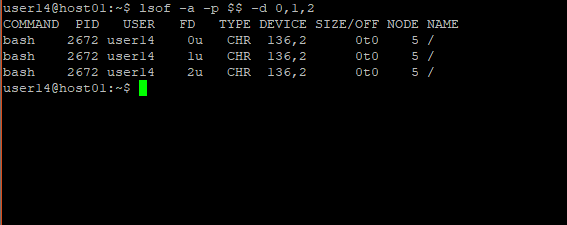 user14@host01:~$ lsof -a -p $$ -d 0,1,2
COMMAND  PID   USER   FD   TYPE DEVICE SIZE/OFF NODE NAME
bash    2672 user14    0u   CHR  136,2      0t0    5 /
bash    2672 user14    1u   CHR  136,2      0t0    5 /
bash    2672 user14    2u   CHR  136,2      0t0    5 /
user14@host01:~$